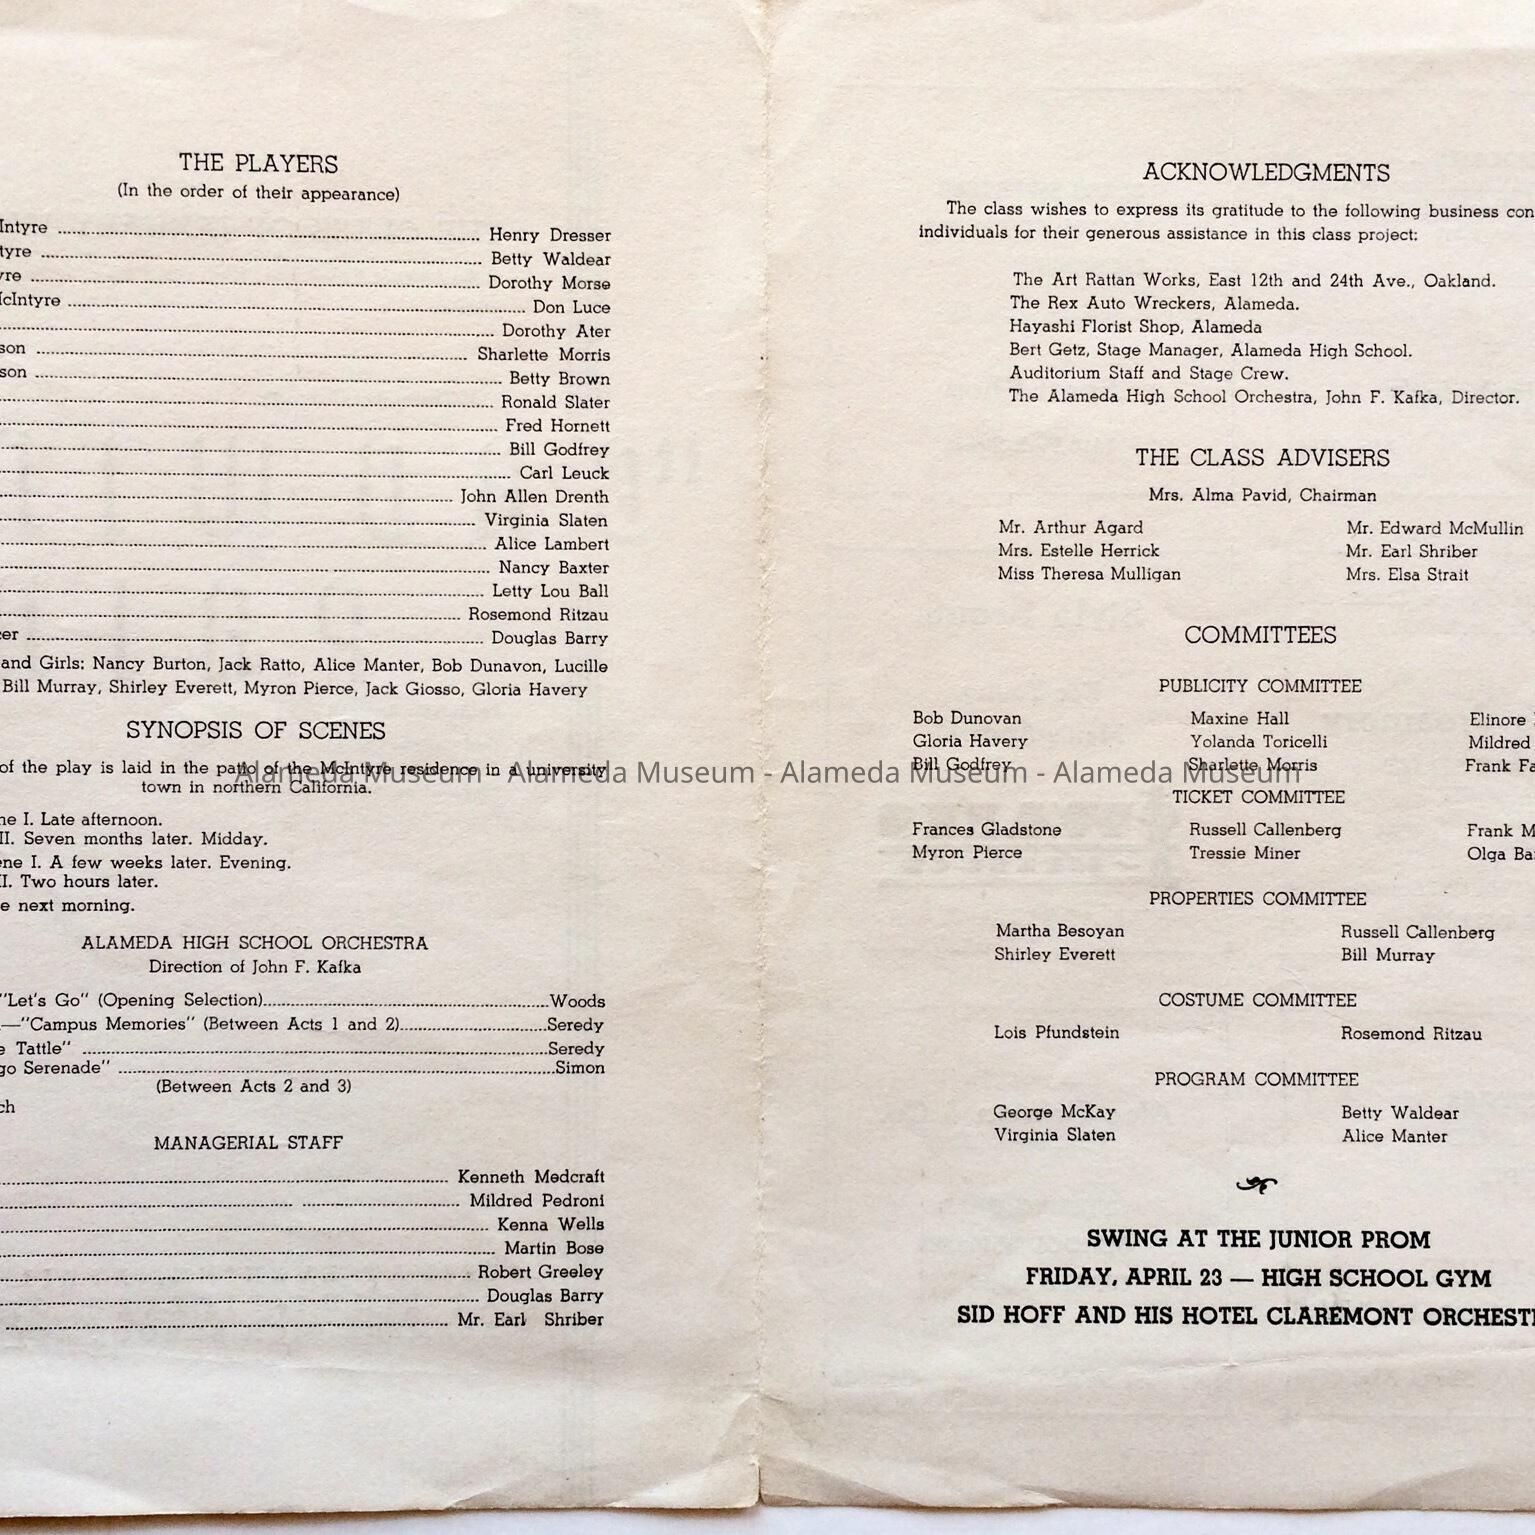 THE PLAYERS
(In the order of their appearance)
Intyre ... Henry Dresser
tyre ... Betty Waldear
yre ... Dorothy Morse
IcIntyre ... Don Luce
... Dorothy Ater
son ... Sharlette Morris
son ... Betty Brown
... Ronald Slater
... Fred Hornett
... Bill Godfrey
... Carl Leuck
... John Allen Drenth
... Virginia Slaten
... Alice Lambert
... Nancy Baxter
... Letty Lou Ball
... Rosemond Ritzau
cer ... Douglas Barry
and Girls: Nancy Burton, Jack Ratto, Alice Manter, Bob Dunavon, Lucille
Bill Murray, Shirley Everett, Myron Pierce, Jack Giosso, Gloria Havery
SYNOPSIS OF SCENES
of the play is laid in the patio of the McIntyre residence in a university
town in northern California.
ne I. Late afternoon.
II. Seven months later. Midday.
ene I. A few weeks later. Evening.
II. Two hours later.
e next morning.
ALAMEDA HIGH SCHOOL ORCHESTRA
Direction of John F. Kafka
"Let's Go" (Opening Selection)...Woods
—"Campus Memories" (Between Acts 1 and 2)...Seredy
e Tattle" ...Seredy
go Serenade" ...Simon
(Between Acts 2 and 3)
ch
MANAGERIAL STAFF
... Kenneth Medcraft
... Mildred Pedroni
... Kenna Wells
... Martin Bose
... Robert Greeley
... Douglas Barry
... Mr. Earl Shriber
ACKNOWLEDGMENTS
The class wishes to express its gratitude to the following business con
individuals for their generous assistance in this class project:
The Art Rattan Works, East 12th and 24th Ave., Oakland.
The Rex Auto Wreckers, Alameda.
Hayashi Florist Shop, Alameda
Bert Getz, Stage Manager, Alameda High School.
Auditorium Staff and Stage Crew.
The Alameda High School Orchestra, John F. Kafka, Director.
THE CLASS ADVISERS
Mrs. Alma Pavid, Chairman
Mr. Arthur Agard Mr. Edward McMullin
Mrs. Estelle Herrick Mr. Earl Shriber
Miss Theresa Mulligan Mrs. Elsa Strait
COMMITTEES
PUBLICITY COMMITTEE
Bob Dunovan Maxine Hall Elinore
Gloria Havery Yolanda Toricelli Mildred
Bill Godfrey Sharlette Morris Frank Fa
TICKET COMMITTEE
Frances Gladstone Russell Callenberg Frank M
Myron Pierce Tressie Miner Olga Ba
PROPERTIES COMMITTEE
Martha Besoyan Russell Callenberg
Shirley Everett Bill Murray
COSTUME COMMITTEE
Lois Pfundstein Rosemond Ritzau
PROGRAM COMMITTEE
George McKay Betty Waldear
Virginia Slaten Alice Manter
SWING AT THE JUNIOR PROM
FRIDAY, APRIL 23 — HIGH SCHOOL GYM
SID HOFF AND HIS HOTEL CLAREMONT ORCHEST
Alameda Museum - Alameda Museum - Alameda Museum - Alameda Museum